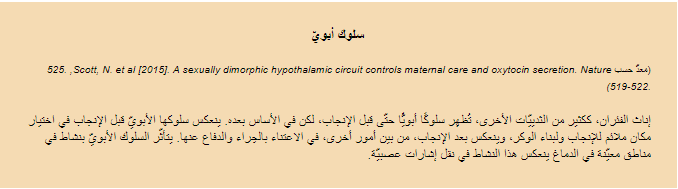 سلوك أبويّ
(معدّ حسب Scott, N. et al [2015]. A sexually dimorphic hypothalamic circuit controls maternal care and oxytocin secretion. Nature, 525.
519-522.)
إناث الفئران، ككثير من الثدييّات الأخرى، تُظهر سلوكًا أبويًّا حتّى قبل الإنجاب، لكن في الأساس بعده. ينعكس سلوكها الأبويّ قبل الإنجاب في اختيار
مكان ملائم للإنجاب ولبناء الوكر، وينعكس بعد الإنجاب، من بين أمور أخرى، في الاعتناء بالجراء والدفاع عنها. يتأثّر السلوك الأبويّ بنشاط في
مناطق معيّنة في الدماغ ينعكس هذا النشاط في نقل إشارات عصبيّة.